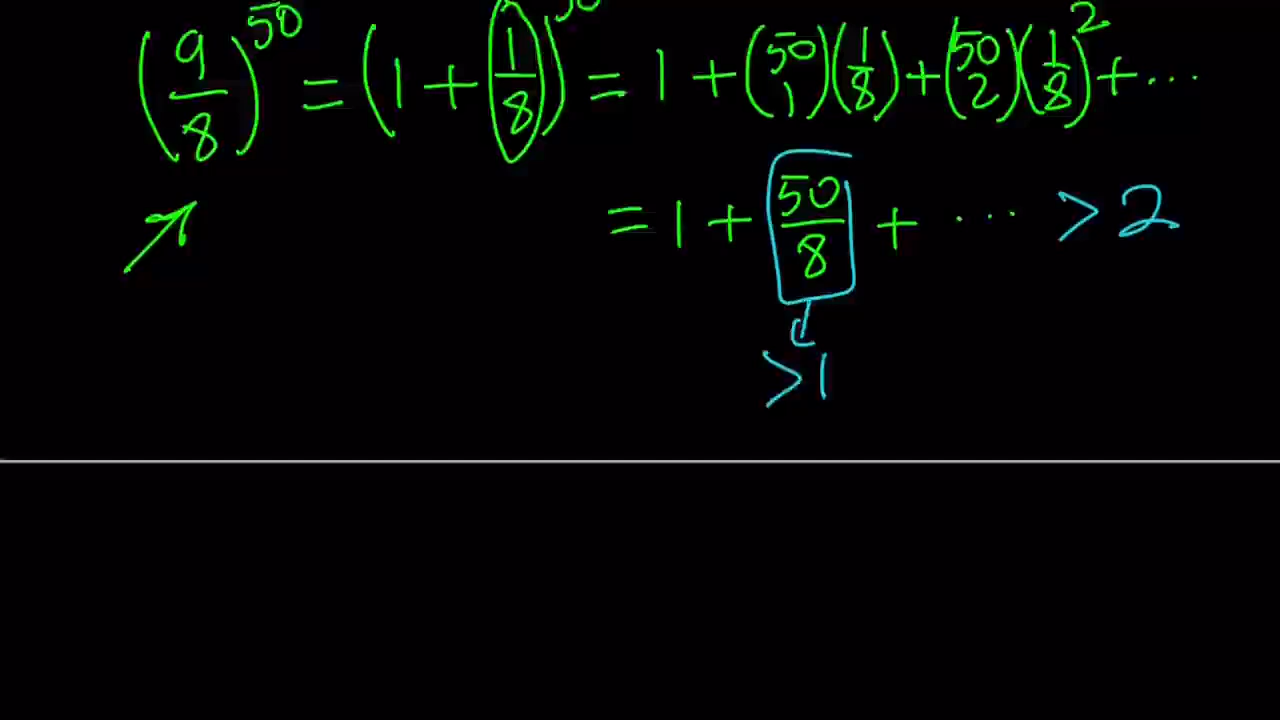 (9/8)^50 = (1 + 1/8)^50 = 1 + (50 1)(1/8) + (50 2)(1/8)^2 + ...
= 1 + 50/8 + ... > 2
> 1